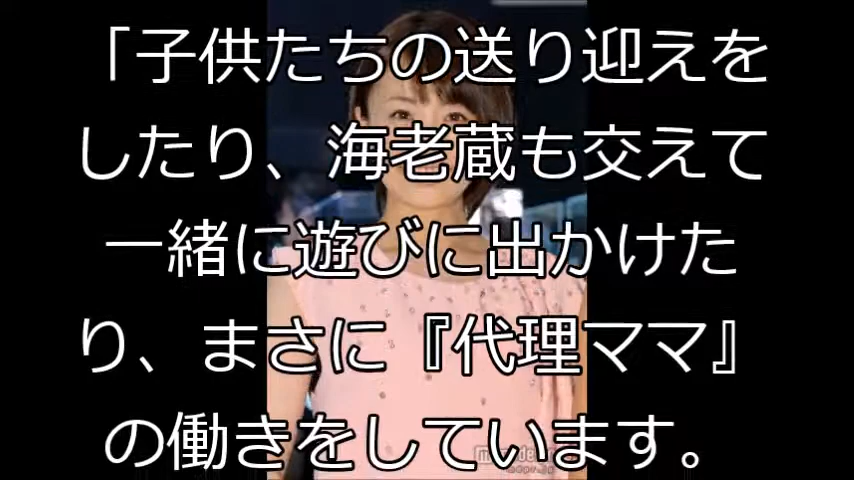 「子供たちの送り迎えを
したり、海老蔵も交えて
一緒に遊びに出かけた
り、まさに『代理ママ』
の働きをしています。